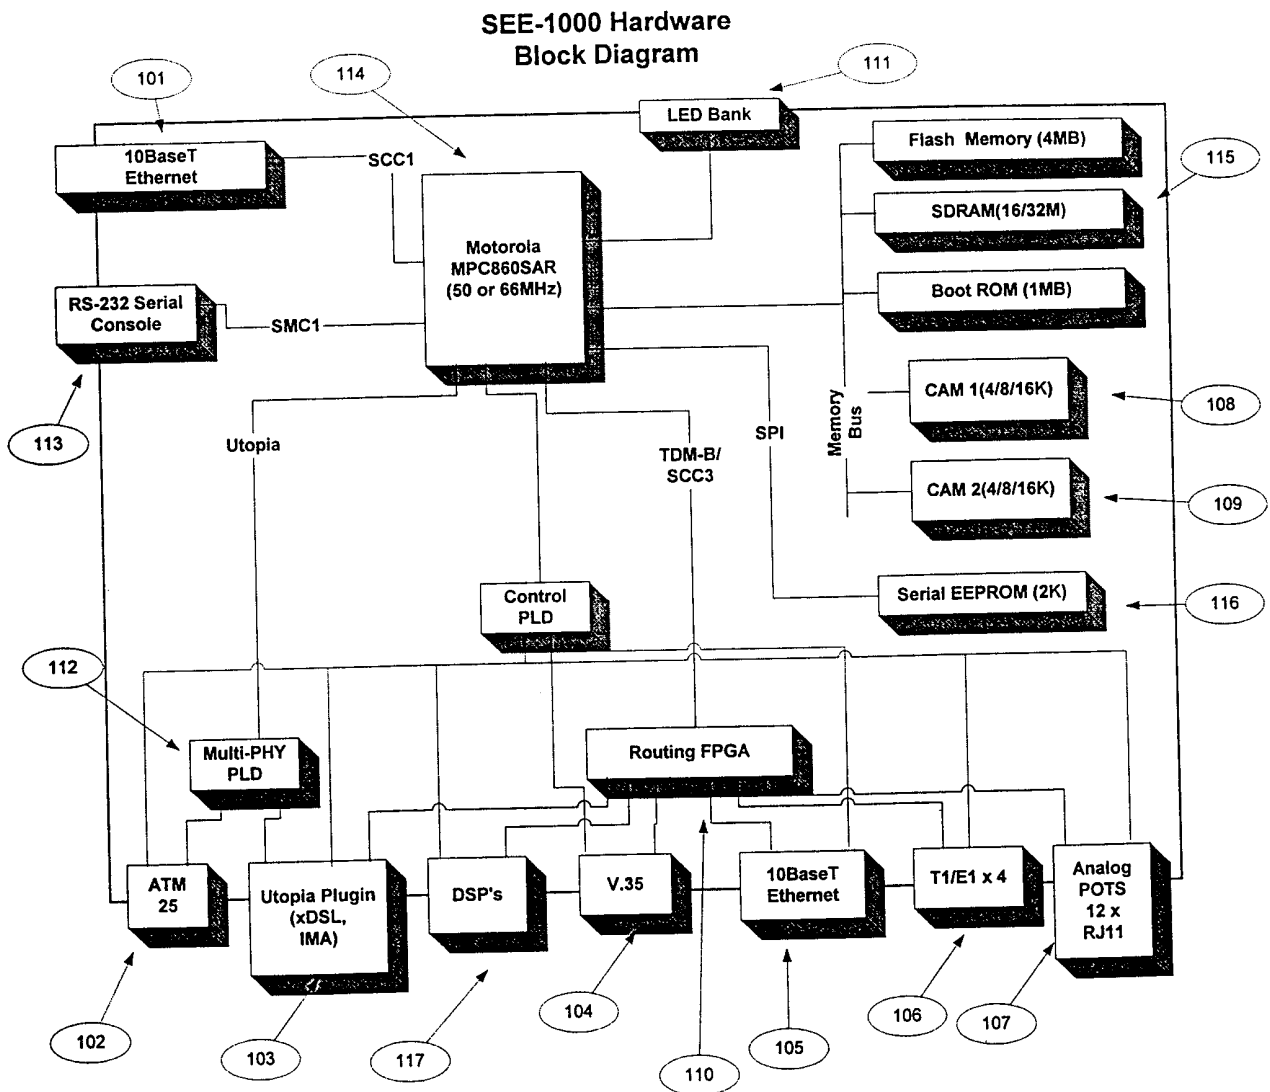 SEE-1000 Hardware
Block Diagram
101
114
111
LED Bank
10BaseT
Ethernet
SCC1
Flash Memory (4MB)
115
SDRAM(16/32M)
Motorola
MPC860SAR
(50 or 66MHz)
Boot ROM (1MB)
RS-232 Serial
Console
SMC1
CAM 1(4/8/16K)
108
113
Utopia
TDM-B/
SCC3
SPI
Memory
Bus
CAM 2(4/8/16K)
109
Control
PLD
Serial EEPROM (2K)
116
112
Multi-PHY
PLD
Routing FPGA
ATM
25
Utopia Plugin
(xDSL,
IMA)
DSP's
V.35
10BaseT
Ethernet
T1/E1 x 4
Analog
POTS
12 x
RJ11
102
103
117
104
110
105
106
107